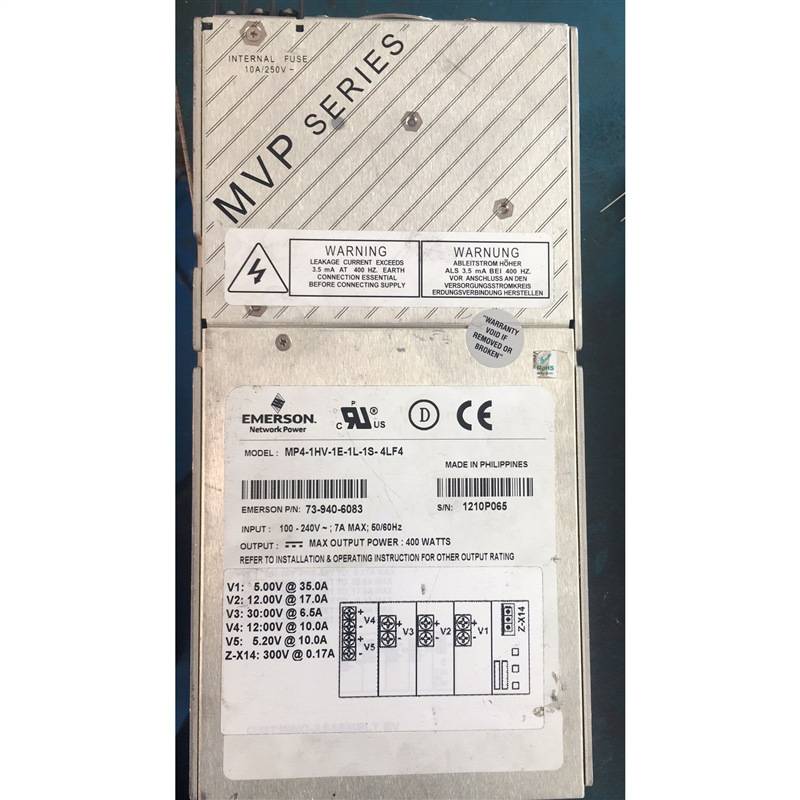 INTERNAL FUSE
10A/250V ~
MVP SERIES
WARNING
LEAKAGE CURRENT EXCEEDS
3.5 mA AT 400 HZ. EARTH
CONNECTION ESSENTIAL
BEFORE CONNECTING SUPPLY
WARNUNG
ABLEITSTROM HÖHER
ALS 3.5 mA BEI 400 HZ.
VOR ANSCHLUSS AN DEN
VERSORGUNGSSTROMKREIS
ERDUNGSVERBINDUNG HERSTELLEN
"WARRANTY
VOID IF
REMOVED OR
BROKEN"
RoHS
EMERSON.
Network Power
P
C
US
D
CE
MODEL : MP4-1HV-1E-1L-1S- 4LF4
MADE IN PHILIPPINES
EMERSON P/N: 73-940-6083
S/N: 1210P065
INPUT : 100 - 240V ~ ; 7A MAX; 50/60Hz
OUTPUT : MAX OUTPUT POWER : 400 WATTS
REFER TO INSTALLATION & OPERATING INSTRUCTION FOR OTHER OUTPUT RATING
V1: 5.00V @ 35.0A
V2: 12.00V @ 17.0A
V3: 30:00V @ 6.5A
V4: 12:00V @ 10.0A
V5: 5.20V @ 10.0A
Z-X14: 300V @ 0.17A
+
V4
-
+
V5
-
+
V3
-
+
V2
-
+
V1
-
Z-X14